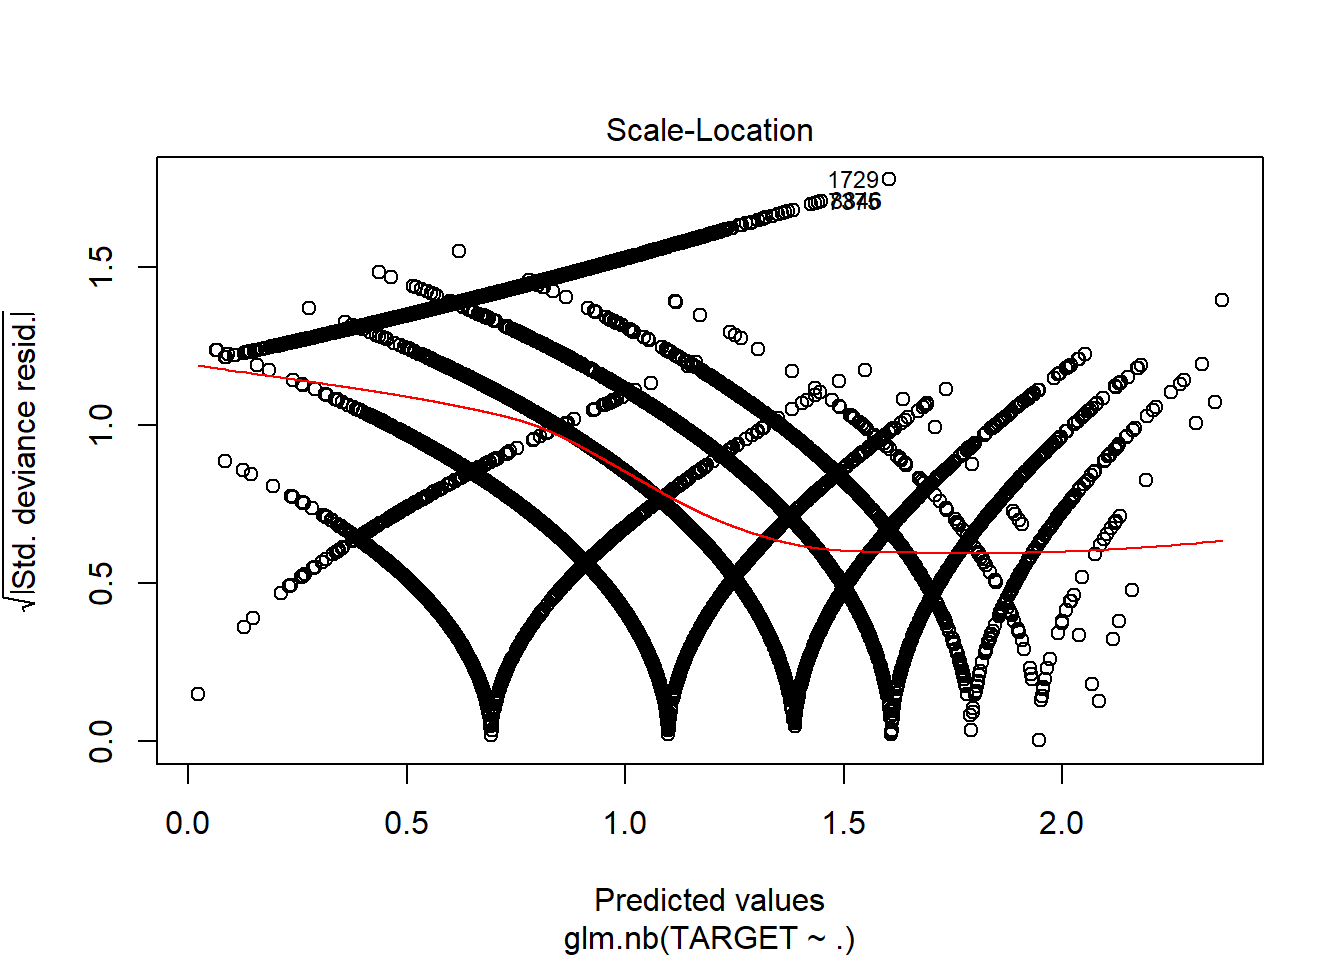 Scale-Location
1729
√|Std. deviance resid.|
1.5
1.0
0.5
0.0
0.0 0.5 1.0 1.5 2.0
Predicted values
glm.nb(TARGET ~ .)